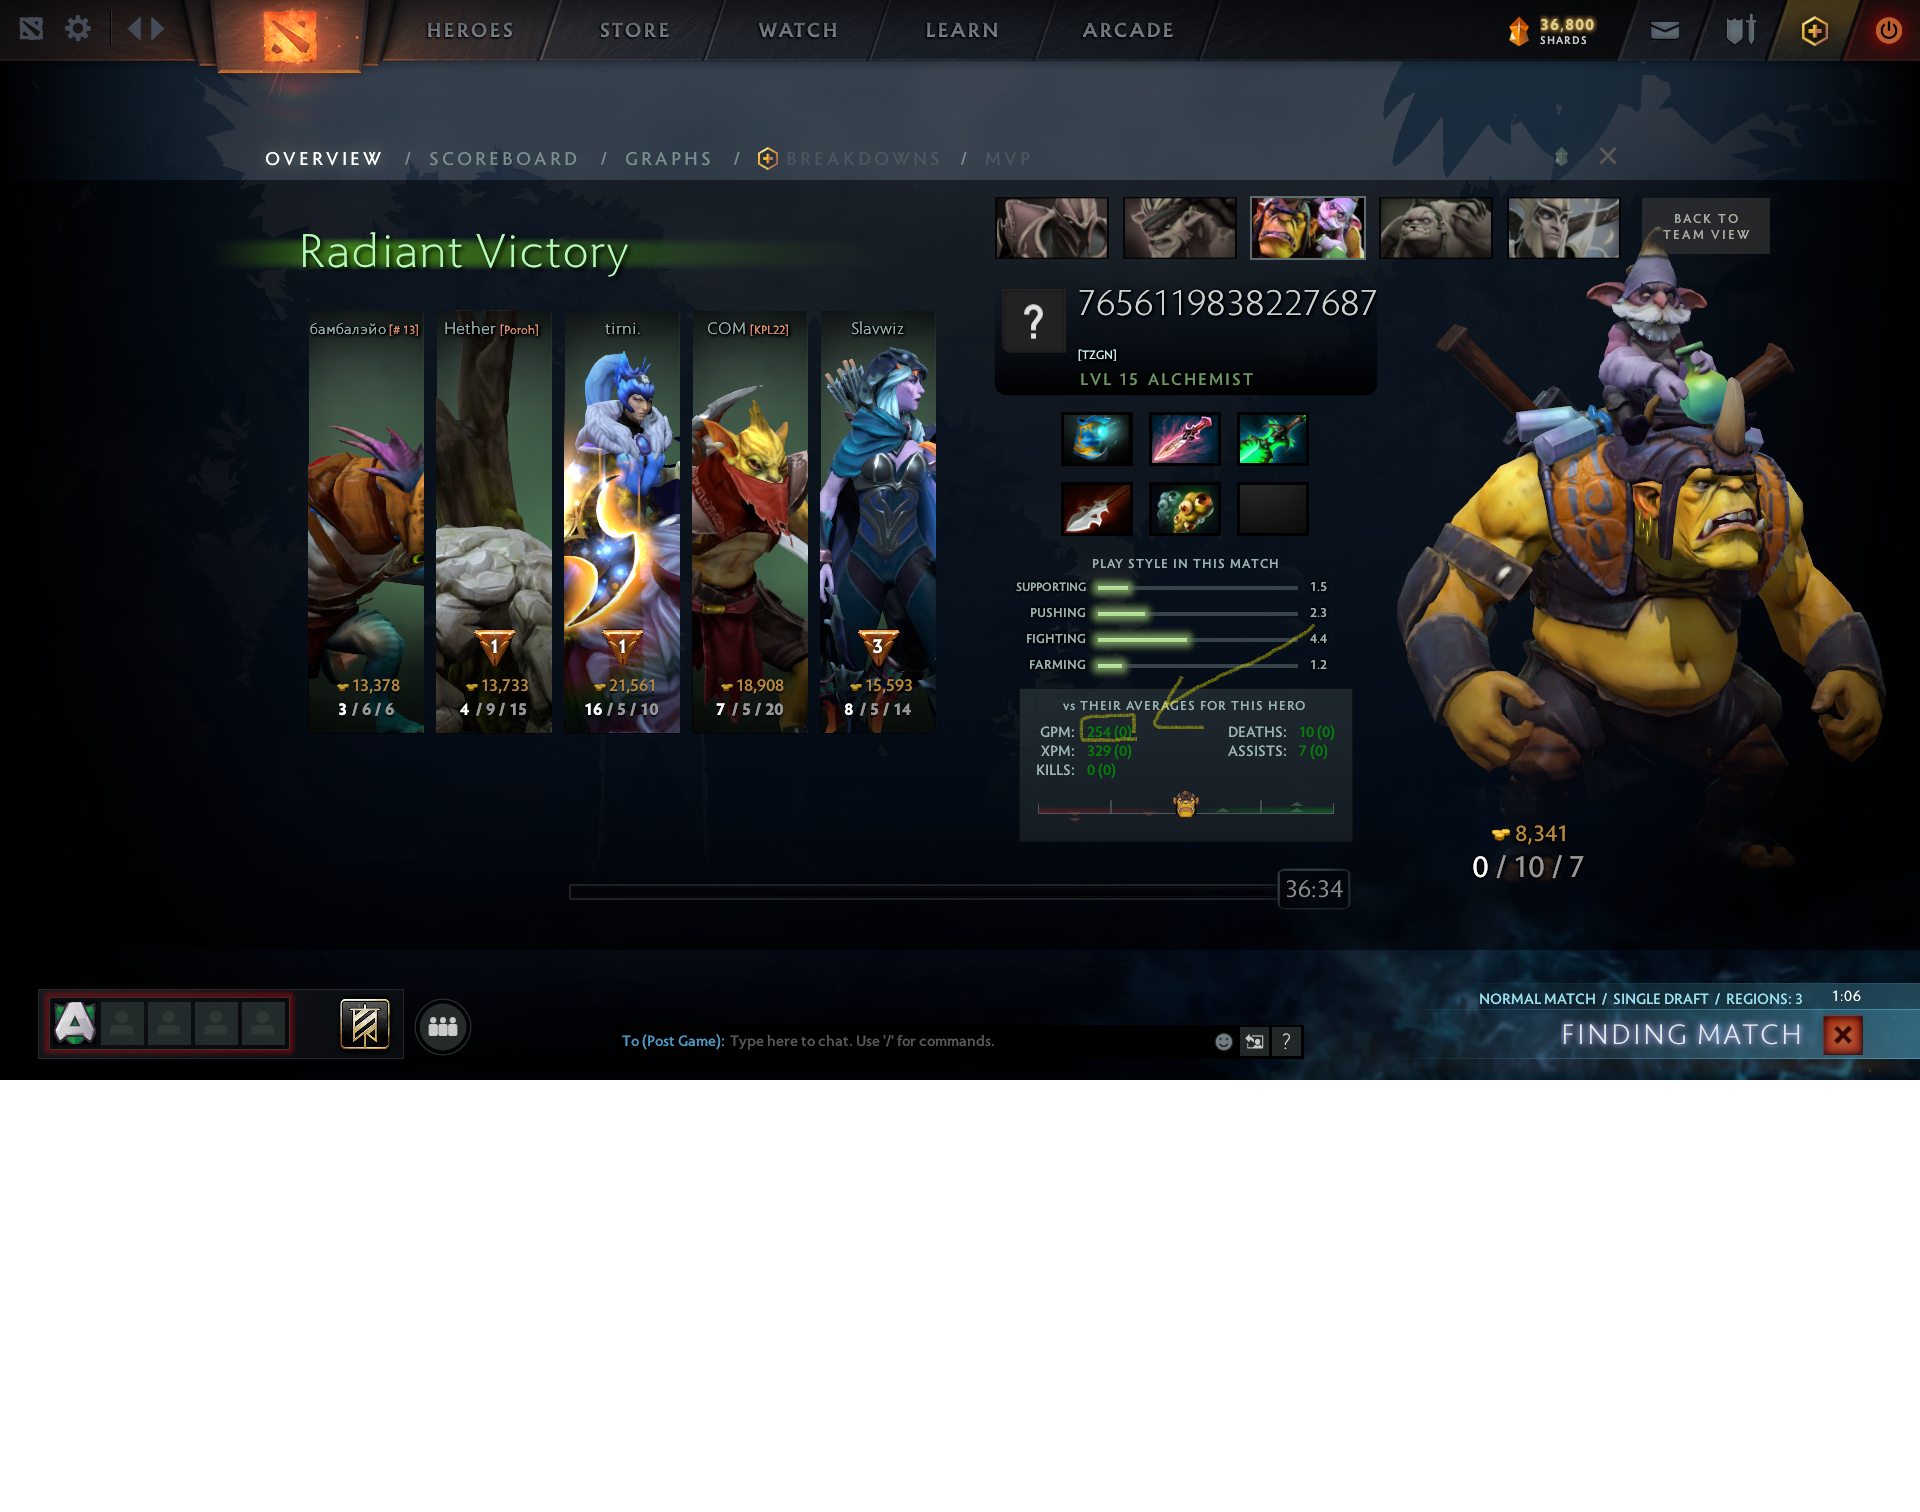 HEROES
STORE
WATCH
LEARN
ARCADE
36,800
SHARDS
OVERVIEW / SCOREBOARD / GRAPHS / BREAKDOWNS / MVP
BACK TO
TEAM VIEW
Radiant Victory
?
7656119838227687
[TZGN]
LVL 15 ALCHEMIST
бамбалэйо [# 13]
Hether [Poroh]
tirni.
COM [KPL22]
Slavwiz
1
1
3
13,378
13,733
21,561
18,908
15,593
3 / 6 / 6
4 / 9 / 15
16 / 5 / 10
7 / 5 / 20
8 / 5 / 14
PLAY STYLE IN THIS MATCH
SUPPORTING 1.5
PUSHING 2.3
FIGHTING 4.4
FARMING 1.2
vs THEIR AVERAGES FOR THIS HERO
GPM: 254 (0) DEATHS: 10 (0)
XPM: 329 (0) ASSISTS: 7 (0)
KILLS: 0 (0)
8,341
0 / 10 / 7
36:34
NORMAL MATCH / SINGLE DRAFT / REGIONS: 3 1:06
FINDING MATCH
To (Post Game): Type here to chat. Use '/' for commands.
?